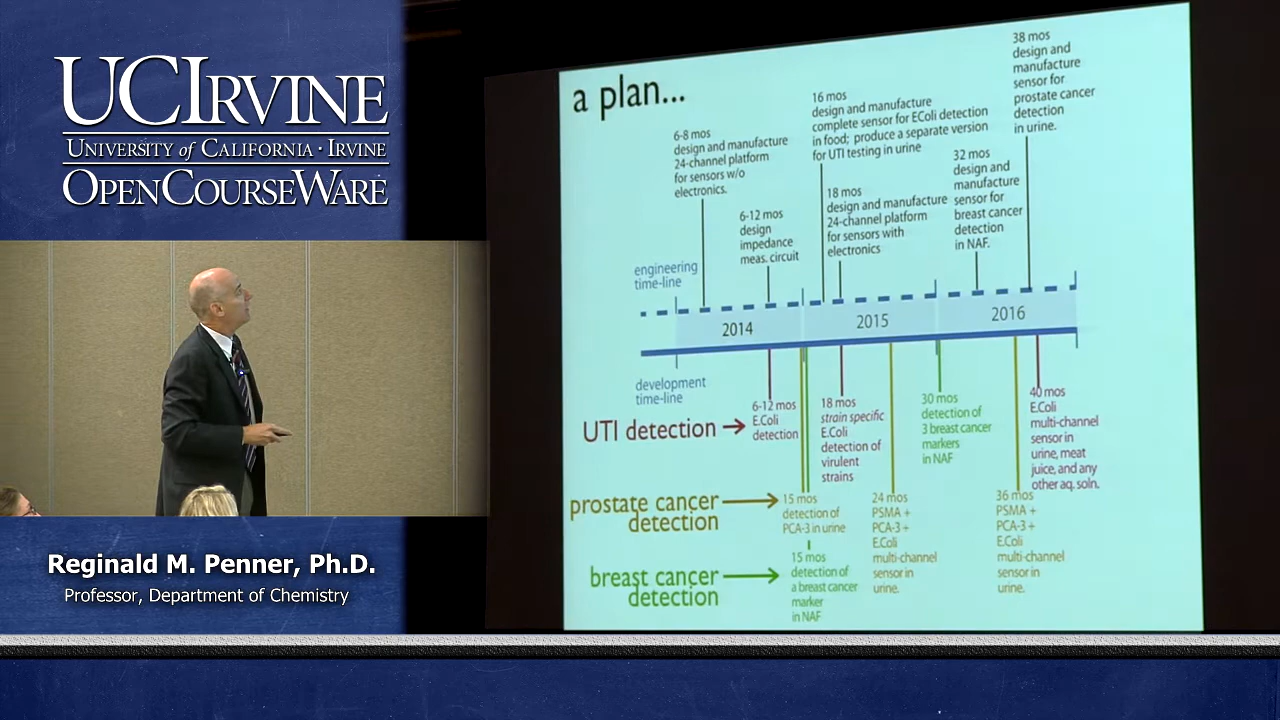 UCIRVINE
UNIVERSITY of CALIFORNIA · IRVINE
OPENCOURSEWARE
Reginald M. Penner, Ph.D.
Professor, Department of Chemistry
a plan...
6-8 mos
design and manufacture
24-channel platform
for sensors w/o
electronics.
6-12 mos
design
impedance
meas. circuit
16 mos
design and manufacture
complete sensor for EColi detection
in food; produce a separate version
for UTI testing in urine
18 mos
design and manufacture
24-channel platform
for sensors with
electronics
32 mos
design and
manufacture
sensor for
breast cancer
detection
in NAF.
38 mos
design and
manufacture
sensor for
prostate cancer
detection
in urine.
engineering
time-line
2014
2015
2016
development
time-line
UTI detection
6-12 mos
E.Coli
detection
18 mos
strain specific
E.Coli
detection of
virulent
strains
30 mos
detection of
3 breast cancer
markers
in NAF
40 mos
E.Coli
multi-channel
sensor in
urine, meat
juice, and any
other aq. soln.
prostate cancer
detection
15 mos
detection of
PCA-3 in urine
24 mos
PSMA +
PCA-3 +
E.Coli
multi-channel
sensor in
urine.
36 mos
PSMA +
PCA-3 +
E.Coli
multi-channel
sensor in
urine.
breast cancer
detection
15 mos
detection of
a breast cancer
marker
in NAF